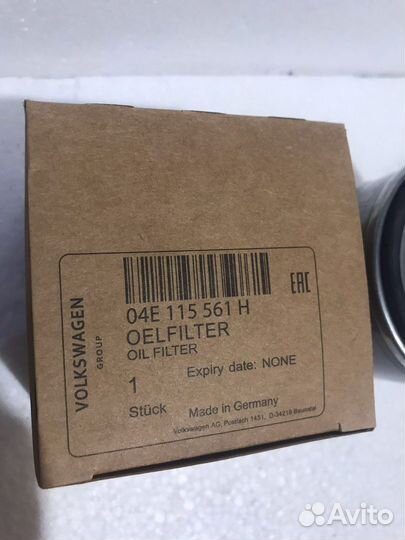 VOLKSWAGEN
GROUP
04E 115 561 H
OELFILTER
OIL FILTER
EAC
Expiry date: NONE
1
Stück
Made in Germany
Volkswagen AG, Postfach 1451, D-34219 Baunatal
Avito